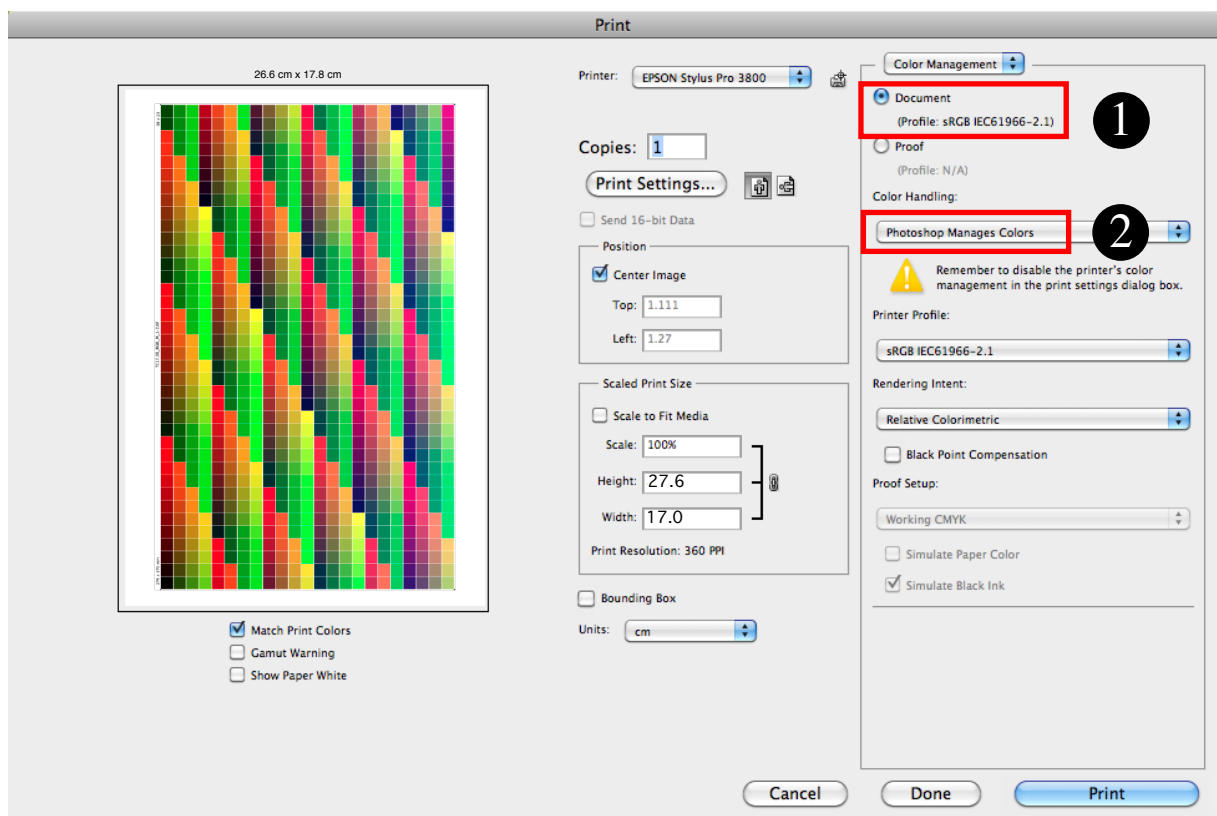 Print
26.6 cm x 17.8 cm
Match Print Colors
Gamut Warning
Show Paper White
Printer: EPSON Stylus Pro 3800
Copies: 1
Print Settings...
Send 16-bit Data
Position
Center Image
Top: 1.111
Left: 1.27
Scaled Print Size
Scale to Fit Media
Scale: 100%
Height: 27.6
Width: 17.0
Print Resolution: 360 PPI
Bounding Box
Units: cm
Color Management
Document
(Profile: sRGB IEC61966-2.1)
1
Proof
(Profile: N/A)
Color Handling:
Photoshop Manages Colors
2
Remember to disable the printer's color
management in the print settings dialog box.
Printer Profile:
sRGB IEC61966-2.1
Rendering Intent:
Relative Colorimetric
Black Point Compensation
Proof Setup:
Working CMYK
Simulate Paper Color
Simulate Black Ink
Cancel
Done
Print